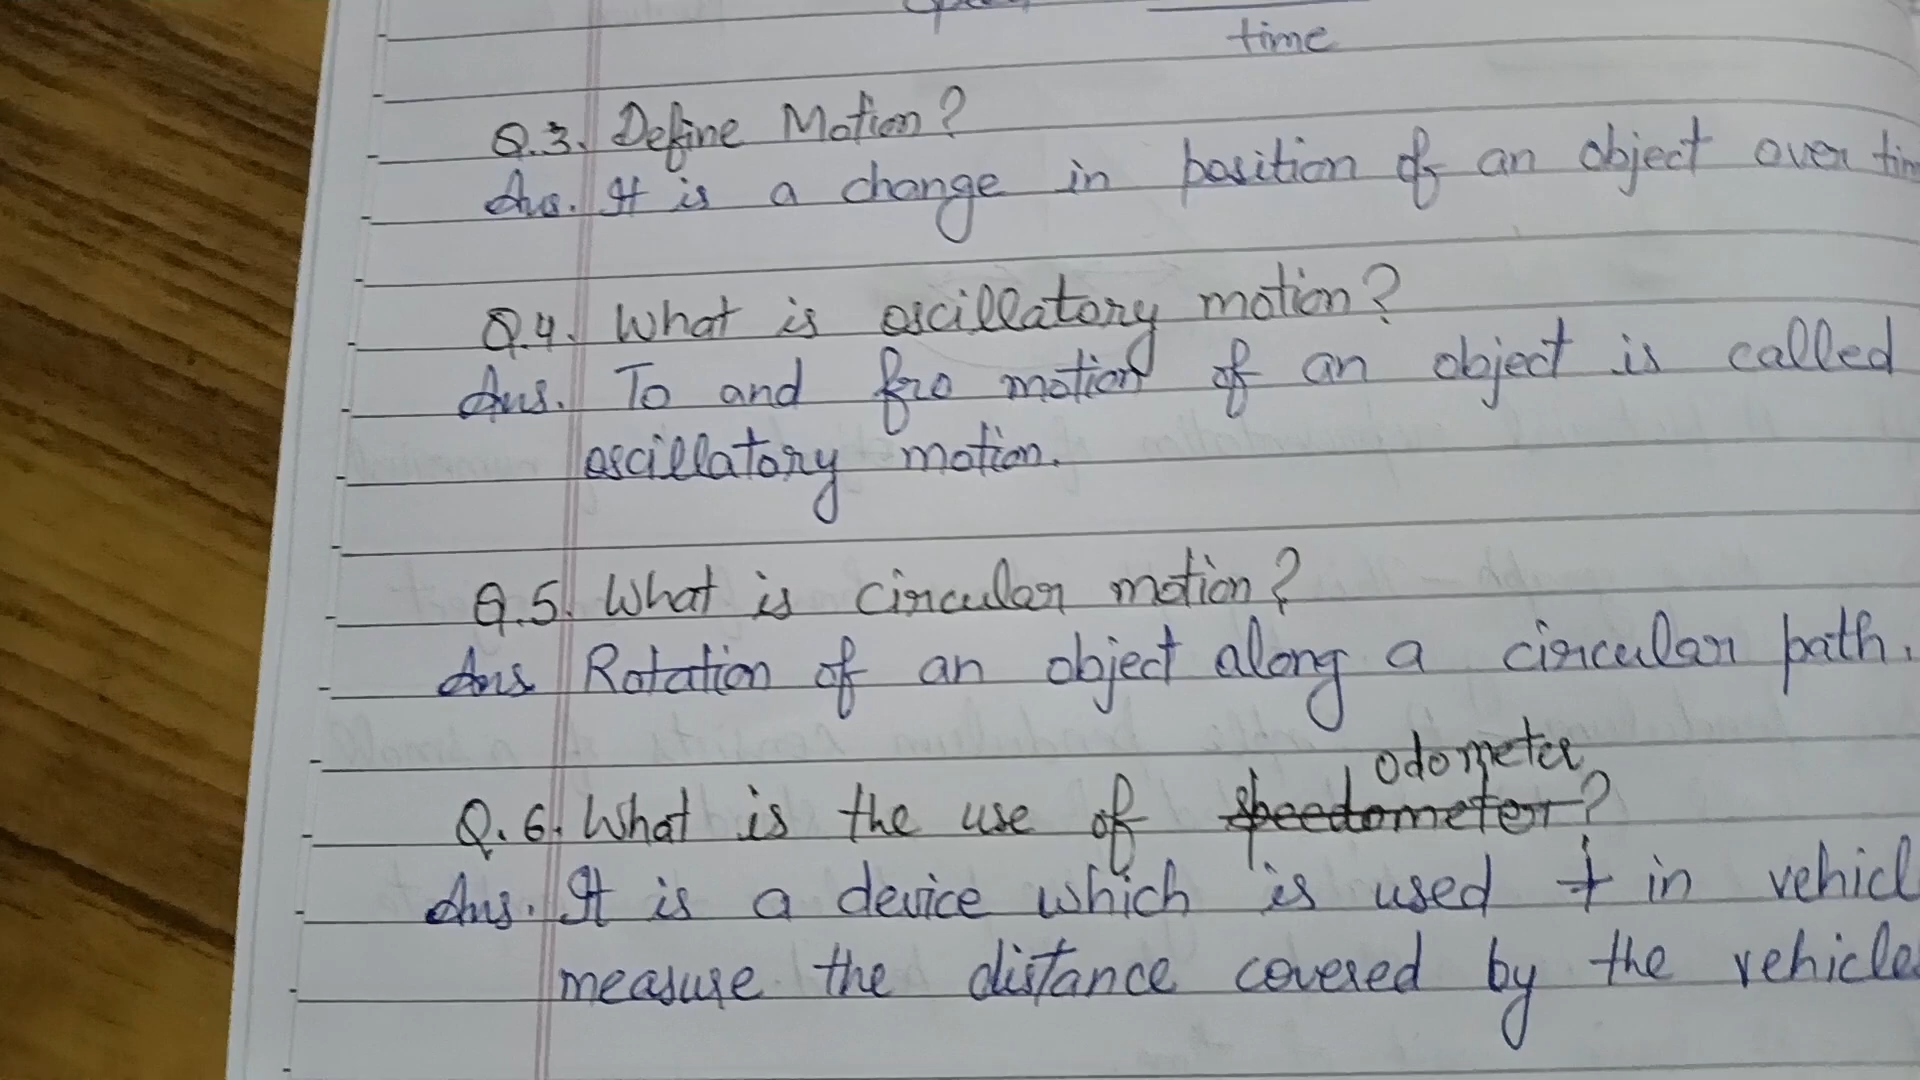 time
Q.3. Define Motion?
Ans. It is a change in position of an object over
Q.4. What is oscillatory motion?
Ans. To and fro motion of an object is called
oscillatory motion.
Q.5. What is circular motion?
Ans Rotation of an object along a circular path.
odometer
Q.6. What is the use of speedometer?
Ans. It is a device which is used in
measure the distance covered by the vehicle